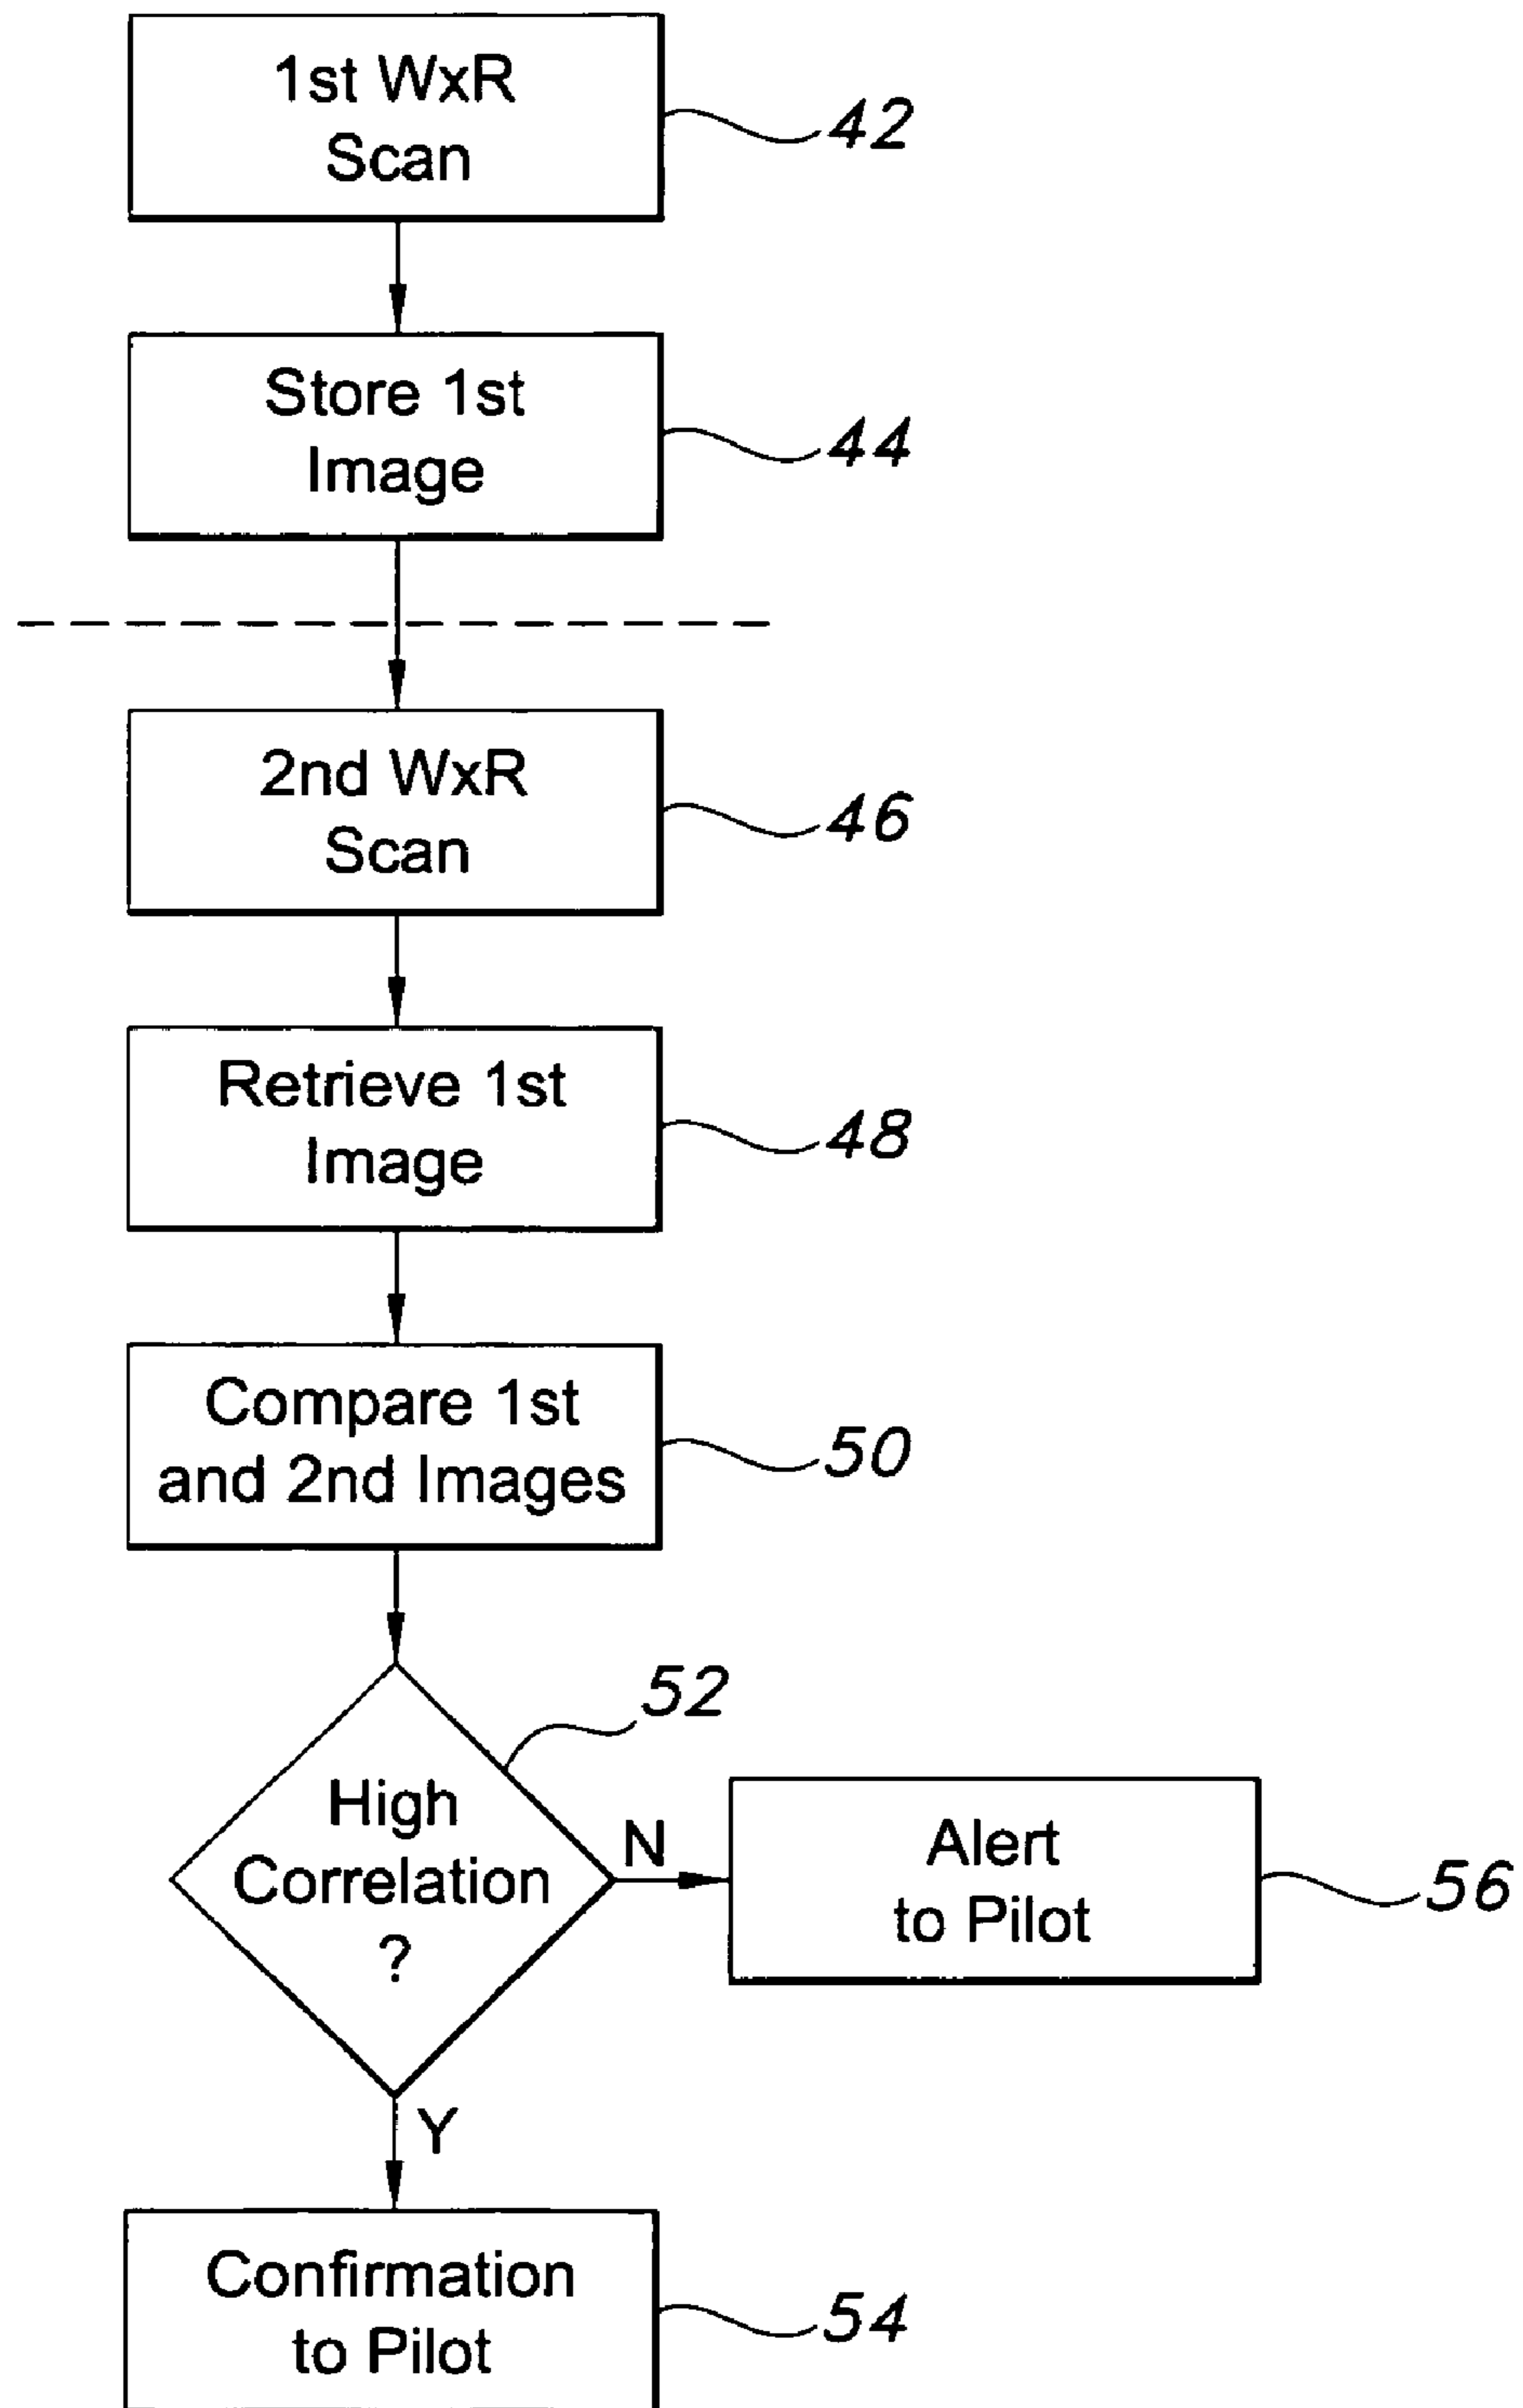 1st WxR
Scan
42
Store 1st
Image
44
2nd WxR
Scan
46
Retrieve 1st
Image
48
Compare 1st
and 2nd Images
50
52
High
Correlation
?
N
Alert
to Pilot
56
Y
Confirmation
to Pilot
54